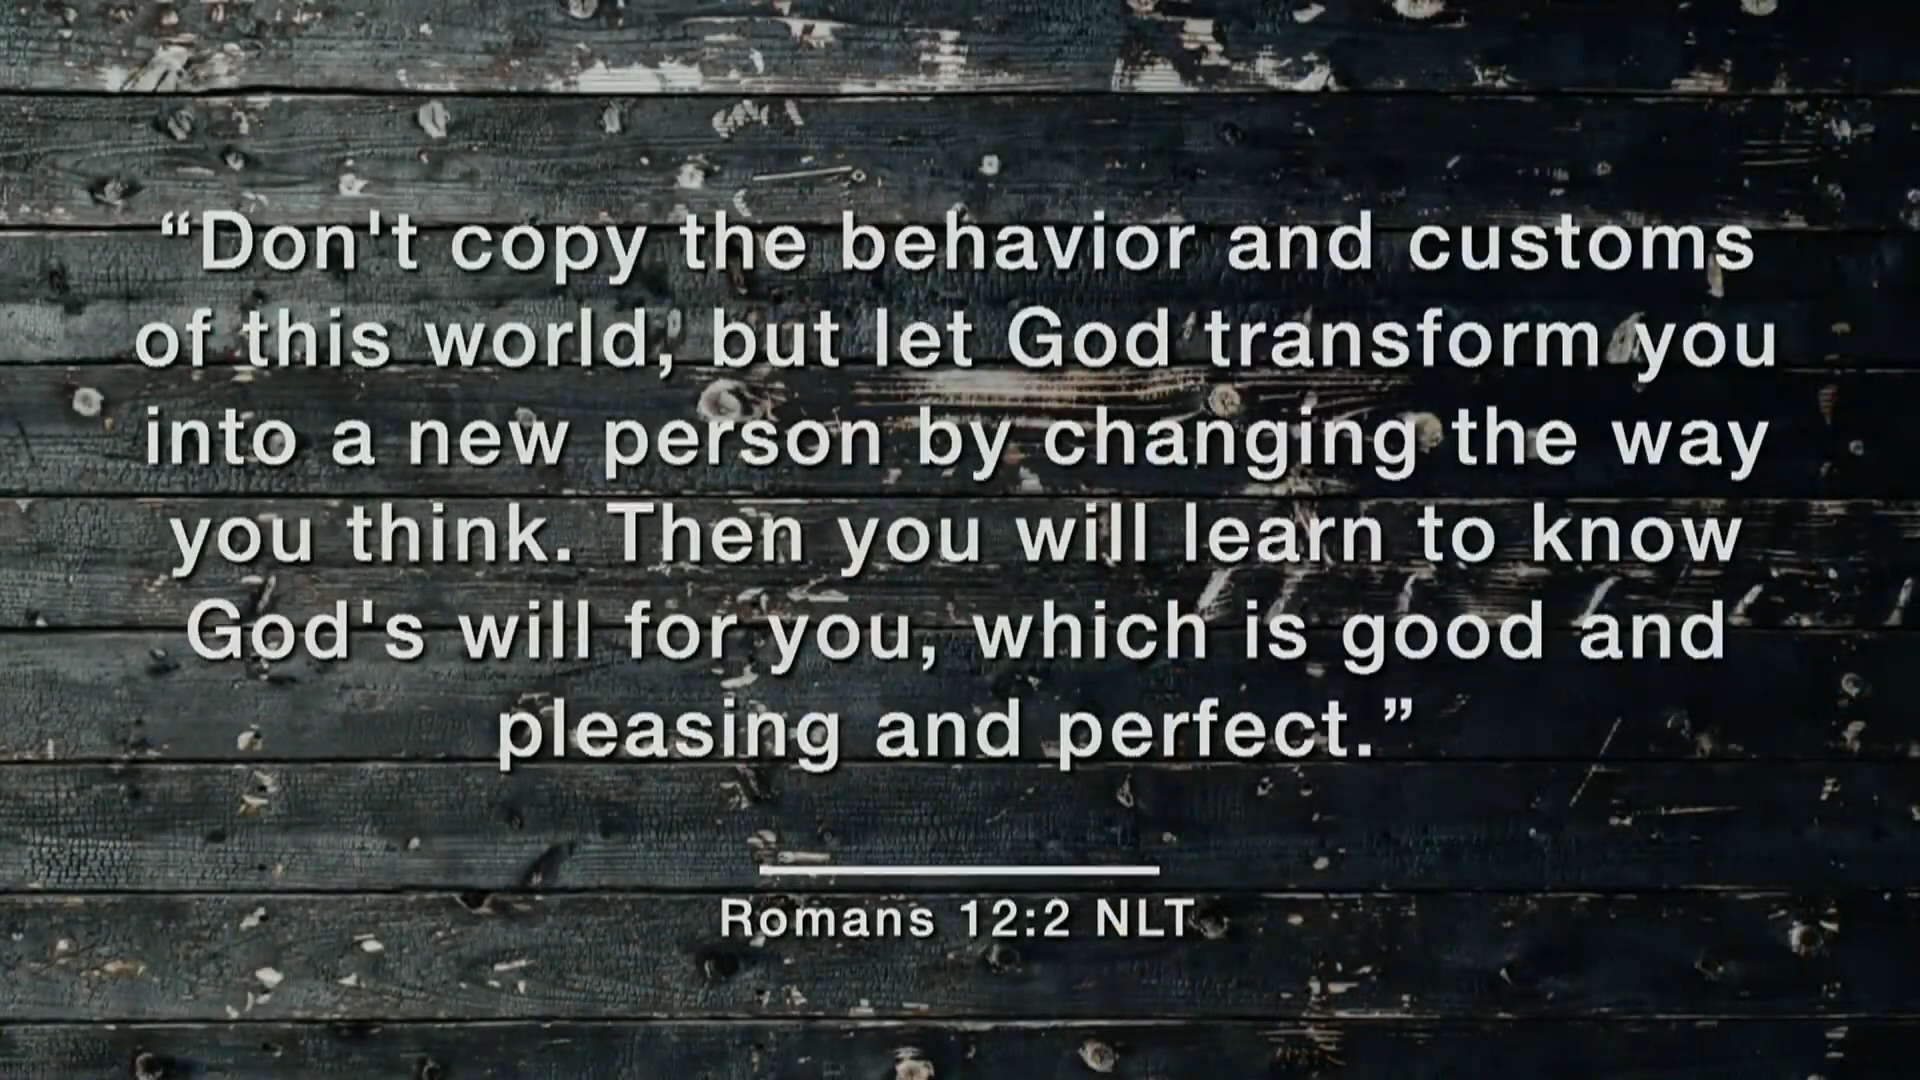 “Don't copy the behavior and customs
of this world, but let God transform you
into a new person by changing the way
you think. Then you will learn to know
God's will for you, which is good and
pleasing and perfect.”
Romans 12:2 NLT